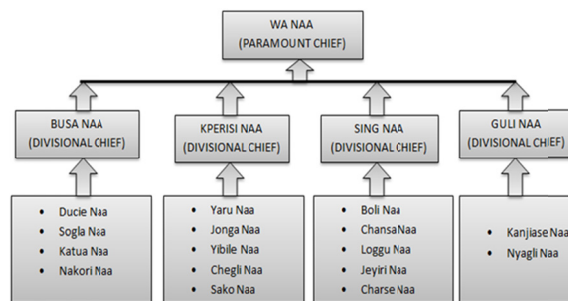 WA NAA
(PARAMOUNT CHIEF)
BUSA NAA
(DIVISIONAL CHIEF)
KPERISI NAA
(DIVISIONAL CHIEF)
SING NAA
(DIVISIONAL CHIEF)
GULI NAA
(DIVISIONAL CHIEF)
• Ducie Naa
• Sogla Naa
• Katua Naa
• Nakori Naa
• Yaru Naa
• Jonga Naa
• Yibile Naa
• Chegli Naa
• Sako Naa
• Boli Naa
• Chansa Naa
• Loggu Naa
• Jeyiri Naa
• Charse Naa
• Kanjiase Naa
• Nyagli Naa